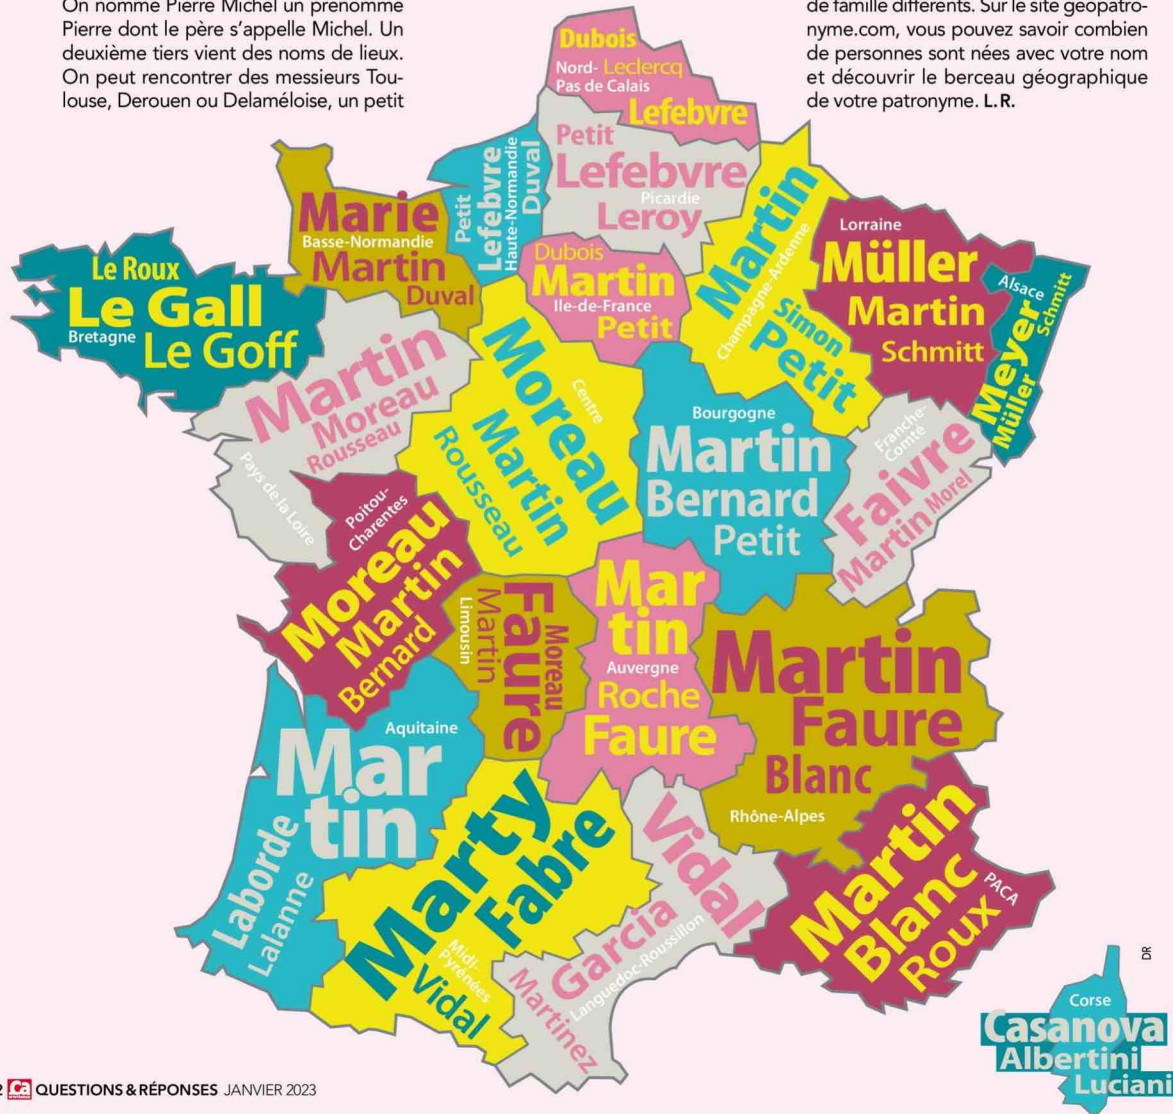 On nomme Pierre Michel un prénommé
Pierre dont le père s’appelle Michel. Un
deuxième tiers vient des noms de lieux.
On peut rencontrer des messieurs Tou-
louse, Derouen ou Delaméloise, un petit
de famille différents. Sur le site geopatro-
nyme.com, vous pouvez savoir combien
de personnes sont nées avec votre nom
et découvrir le berceau géographique
de votre patronyme. L.R.
Dubois
Nord-
Pas de Calais
Leclercq
Lefebvre
Petit
Lefebvre
Picardie
Leroy
Petit
Lefebvre
Haute-Normandie
Duval
Marie
Basse-Normandie
Martin
Duval
Le Roux
Le Gall
Bretagne
Le Goff
Dubois
Martin
Ile-de-France
Petit
Martin
Champagne-Ardenne
Simon
Petit
Lorraine
Müller
Martin
Schmitt
Alsace
Schmitt
Meyer
Müller
Martin
Moreau
Rousseau
Pays de la Loire
Centre
Moreau
Martin
Rousseau
Bourgogne
Martin
Bernard
Petit
Franche-
Comté
Faivre
Martin
Morel
Poitou-
Charentes
Moreau
Martin
Bernard
Limousin
Martin
Faure
Moreau
Mar
tin
Auvergne
Roche
Faure
Martin
Faure
Blanc
Rhône-Alpes
Aquitaine
Mar
tin
Laborde
Lalanne
Marty
Fabre
Midi-
Pyrénées
Vidal
Vidal
Garcia
Languedoc-Roussillon
Martinez
Martin
Blanc
PACA
Roux
DR
Corse
Casanova
Albertini
Luciani
2 Ça QUESTIONS & RÉPONSES JANVIER 2023